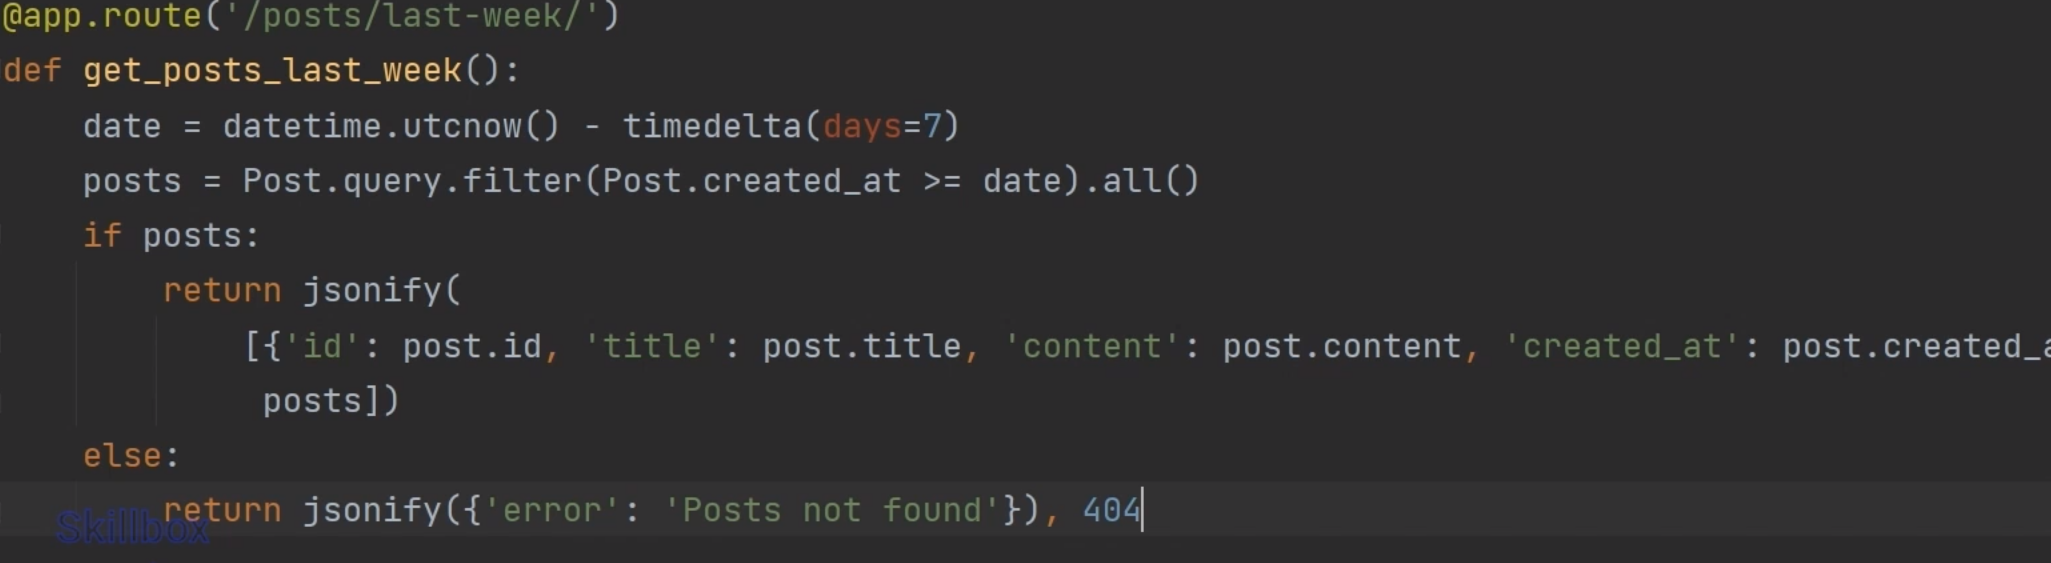 @app.route('/posts/last-week/')
def get_posts_last_week():
    date = datetime.utcnow() - timedelta(days=7)
    posts = Post.query.filter(Post.created_at >= date).all()
    if posts:
        return jsonify(
            [{'id': post.id, 'title': post.title, 'content': post.content, 'created_at': post.created_a
             posts])
    else:
        return jsonify({'error': 'Posts not found'}), 404
Skillbox